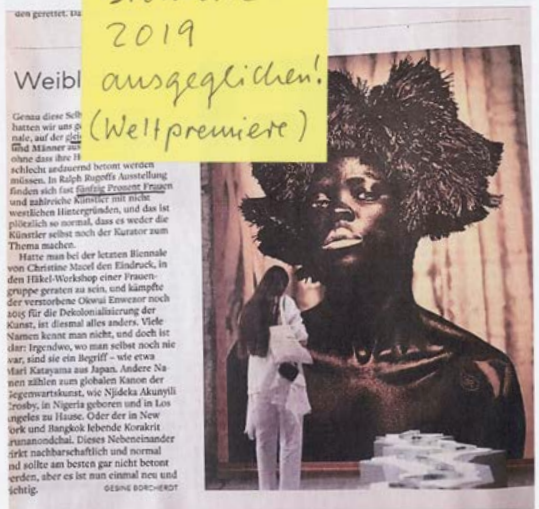 den gerettet. Da
2019
ausgeglichen!
(Weltpremiere)
Weibl
Genau diese Selb
hatten wir uns g
nale, auf der glei
und Männer aus
ohne dass ihre H
schlecht andauernd betont werden
müssen. In Ralph Rugoffs Ausstellung
finden sich fast fünfzig Prozent Frauen
und zahlreiche Künstler mit nicht
westlichen Hintergründen, und das ist
plötzlich so normal, dass es weder die
Künstler selbst noch der Kurator zum
Thema machen.
Hatte man bei der letzten Biennale
von Christine Macel den Eindruck, in
den Häkel-Workshop einer Frauen-
gruppe geraten zu sein, und kämpfte
der verstorbene Okwui Enwezor noch
2015 für die Dekolonialisierung der
Kunst, ist diesmal alles anders. Viele
Namen kennt man nicht, und doch ist
klar: Irgendwo, wo man selbst noch nie
war, sind sie ein Begriff – wie etwa
Mari Katayama aus Japan. Andere Na-
men zählen zum globalen Kanon der
Gegenwartskunst, wie Njideka Akunyili
Crosby, in Nigeria geboren und in Los
Angeles zu Hause. Oder der in New
York und Bangkok lebende Korakrit
Arunanondchai. Dieses Nebeneinander
wirkt nachbarschaftlich und normal
und sollte am besten gar nicht betont
werden, aber es ist nun einmal neu und
wichtig. GESINE BORCHERDT